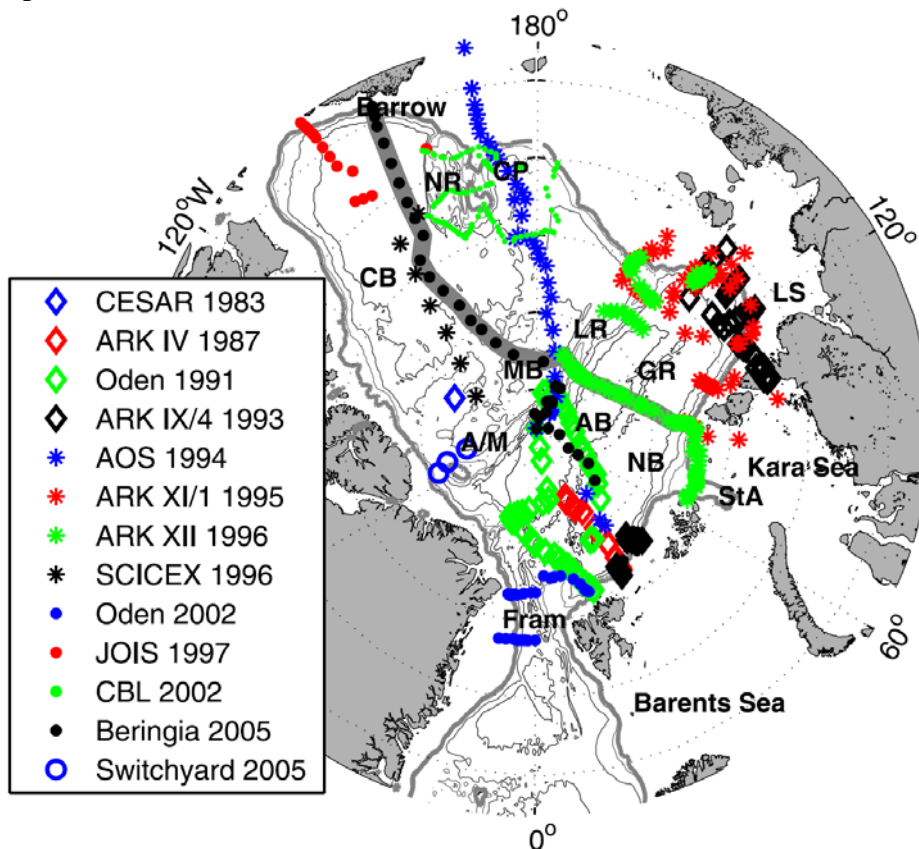 180°
Barrow
NR
CP
120°W
120°
CB
LS
LR
GR
MB
AB
A/M
NB
Kara Sea
StA
Fram
60°
Barents Sea
0°
CESAR 1983
ARK IV 1987
Oden 1991
ARK IX/4 1993
AOS 1994
ARK XI/1 1995
ARK XII 1996
SCICEX 1996
Oden 2002
JOIS 1997
CBL 2002
Beringia 2005
Switchyard 2005